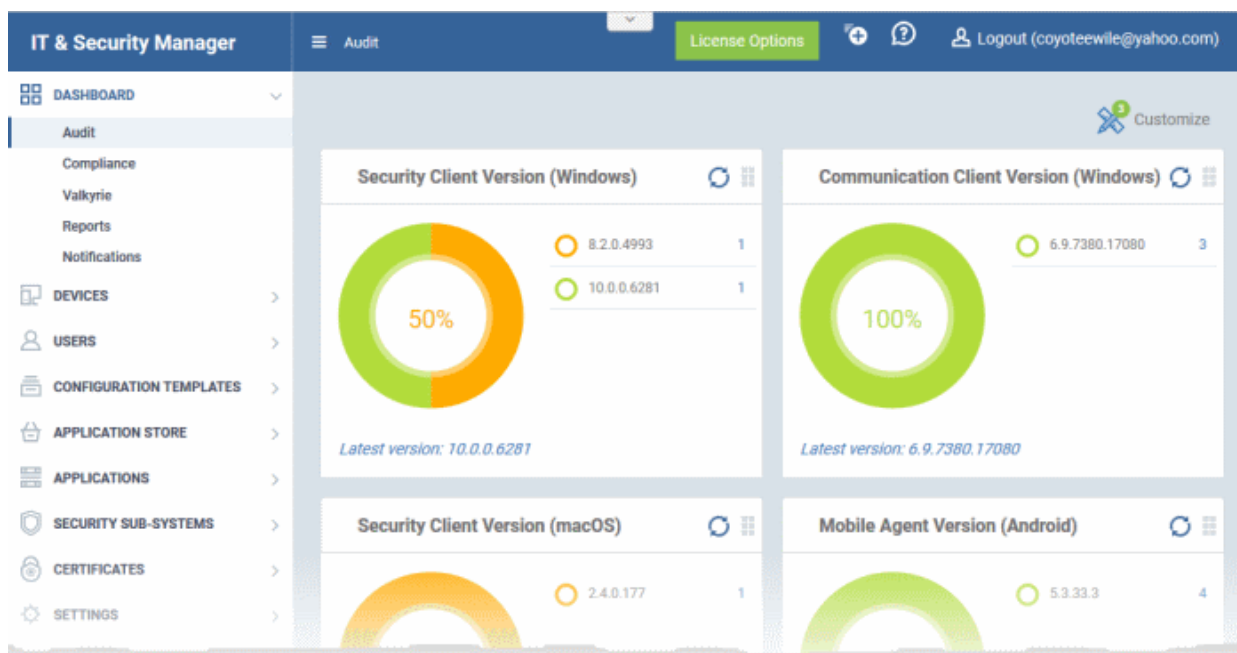 IT & Security Manager
Audit
License Options
Logout (coyoteewile@yahoo.com)
DASHBOARD
Audit
Compliance
Valkyrie
Reports
Notifications
DEVICES
USERS
CONFIGURATION TEMPLATES
APPLICATION STORE
APPLICATIONS
SECURITY SUB-SYSTEMS
CERTIFICATES
SETTINGS
3
Customize
Security Client Version (Windows)
50%
8.2.0.4993 1
10.0.0.6281 1
Latest version: 10.0.0.6281
Communication Client Version (Windows)
100%
6.9.7380.17080 3
Latest version: 6.9.7380.17080
Security Client Version (macOS)
2.4.0.177 1
Mobile Agent Version (Android)
5.3.33.3 4